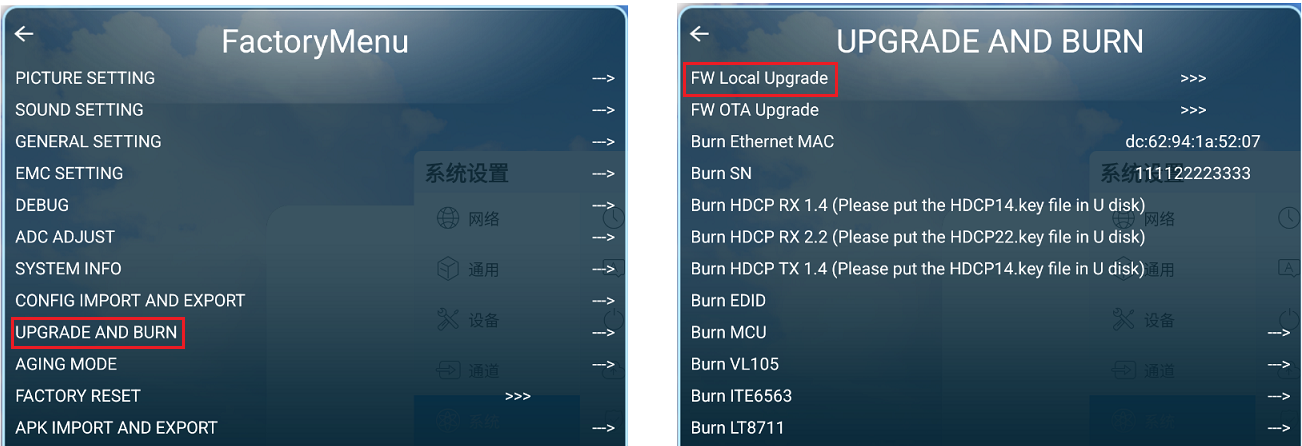 FactoryMenu
PICTURE SETTING --->
SOUND SETTING --->
GENERAL SETTING --->
EMC SETTING --->
DEBUG --->
ADC ADJUST --->
SYSTEM INFO --->
CONFIG IMPORT AND EXPORT --->
UPGRADE AND BURN --->
AGING MODE --->
FACTORY RESET >>>
APK IMPORT AND EXPORT --->
系统设置
网络
通用
设备
通道
系统
UPGRADE AND BURN
FW Local Upgrade >>>
FW OTA Upgrade >>>
Burn Ethernet MAC dc:62:94:1a:52:07
Burn SN 111122223333
Burn HDCP RX 1.4 (Please put the HDCP14.key file in U disk)
Burn HDCP RX 2.2 (Please put the HDCP22.key file in U disk)
Burn HDCP TX 1.4 (Please put the HDCP14.key file in U disk)
Burn EDID
Burn MCU --->
Burn VL105 --->
Burn ITE6563 --->
Burn LT8711 --->
系统设置
网络
通用
设备
通道